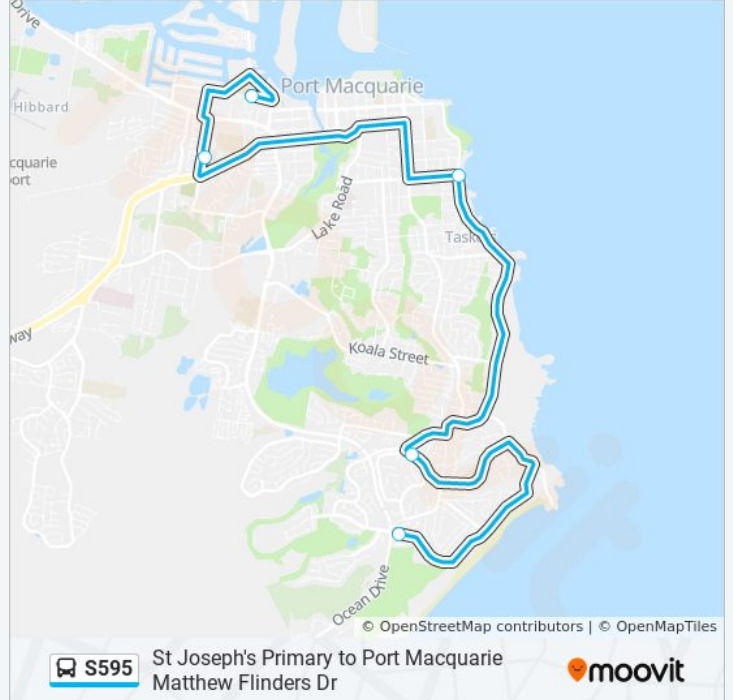 Drive
Port Macquarie
Hibbard
cquarie
ort
Lake Road
Task
way
Koala Street
Ocean Drive
© OpenStreetMap contributors | © OpenMapTiles
S595
St Joseph's Primary to Port Macquarie
Matthew Flinders Dr
moovit